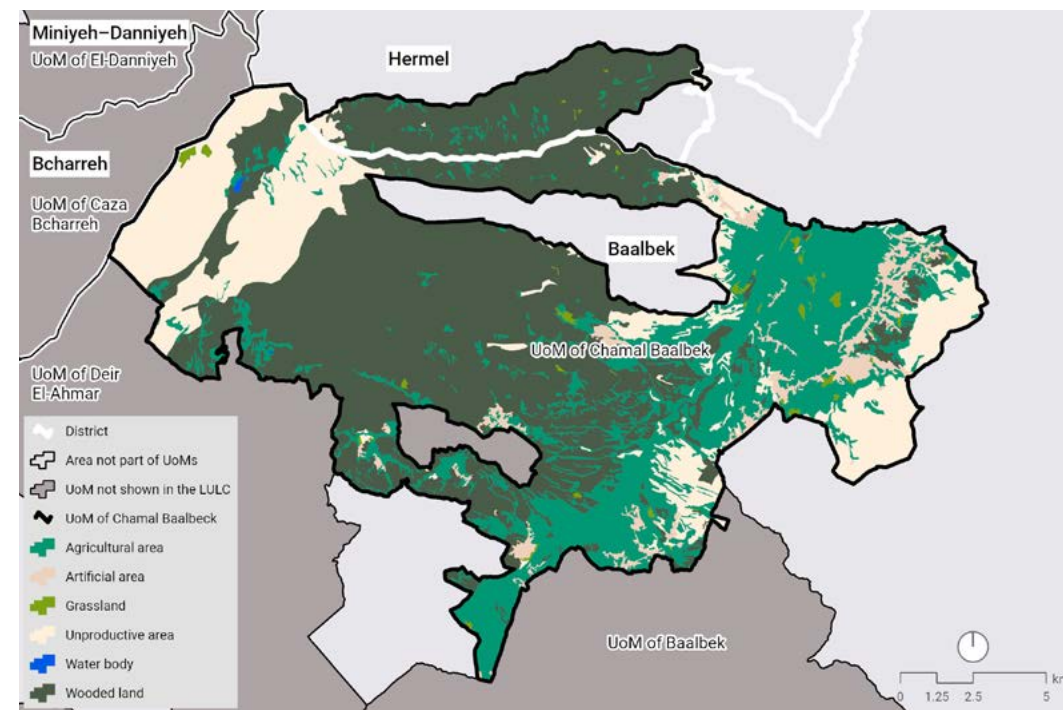 Miniyeh–Danniyeh
UoM of El-Danniyeh
Hermel
Bcharreh
UoM of Caza
Bcharreh
Baalbek
UoM of Chamal Baalbek
UoM of Deir
El-Ahmar
District
Area not part of UoMs
UoM not shown in the LULC
UoM of Chamal Baalbeck
Agricultural area
Artificial area
Grassland
Unproductive area
Water body
Wooded land
UoM of Baalbek
km
0 1.25 2.5 5